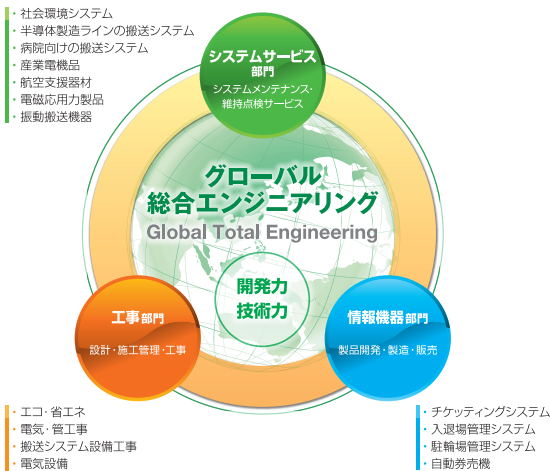 ・社会環境システム
・半導体製造ラインの搬送システム
・病院向けの搬送システム
・産業電機品
・航空支援器材
・電磁応用力製品
・振動搬送機器
システムサービス
部門
システムメンテナンス・
維持点検サービス
グローバル
総合エンジニアリング
Global Total Engineering
開発力
技術力
工事部門
設計・施工管理・工事
情報機器部門
製品開発・製造・販売
・エコ・省エネ
・電気・管工事
・搬送システム設備工事
・電気設備
・チケッティングシステム
・入退場管理システム
・駐輪場管理システム
・自動券売機